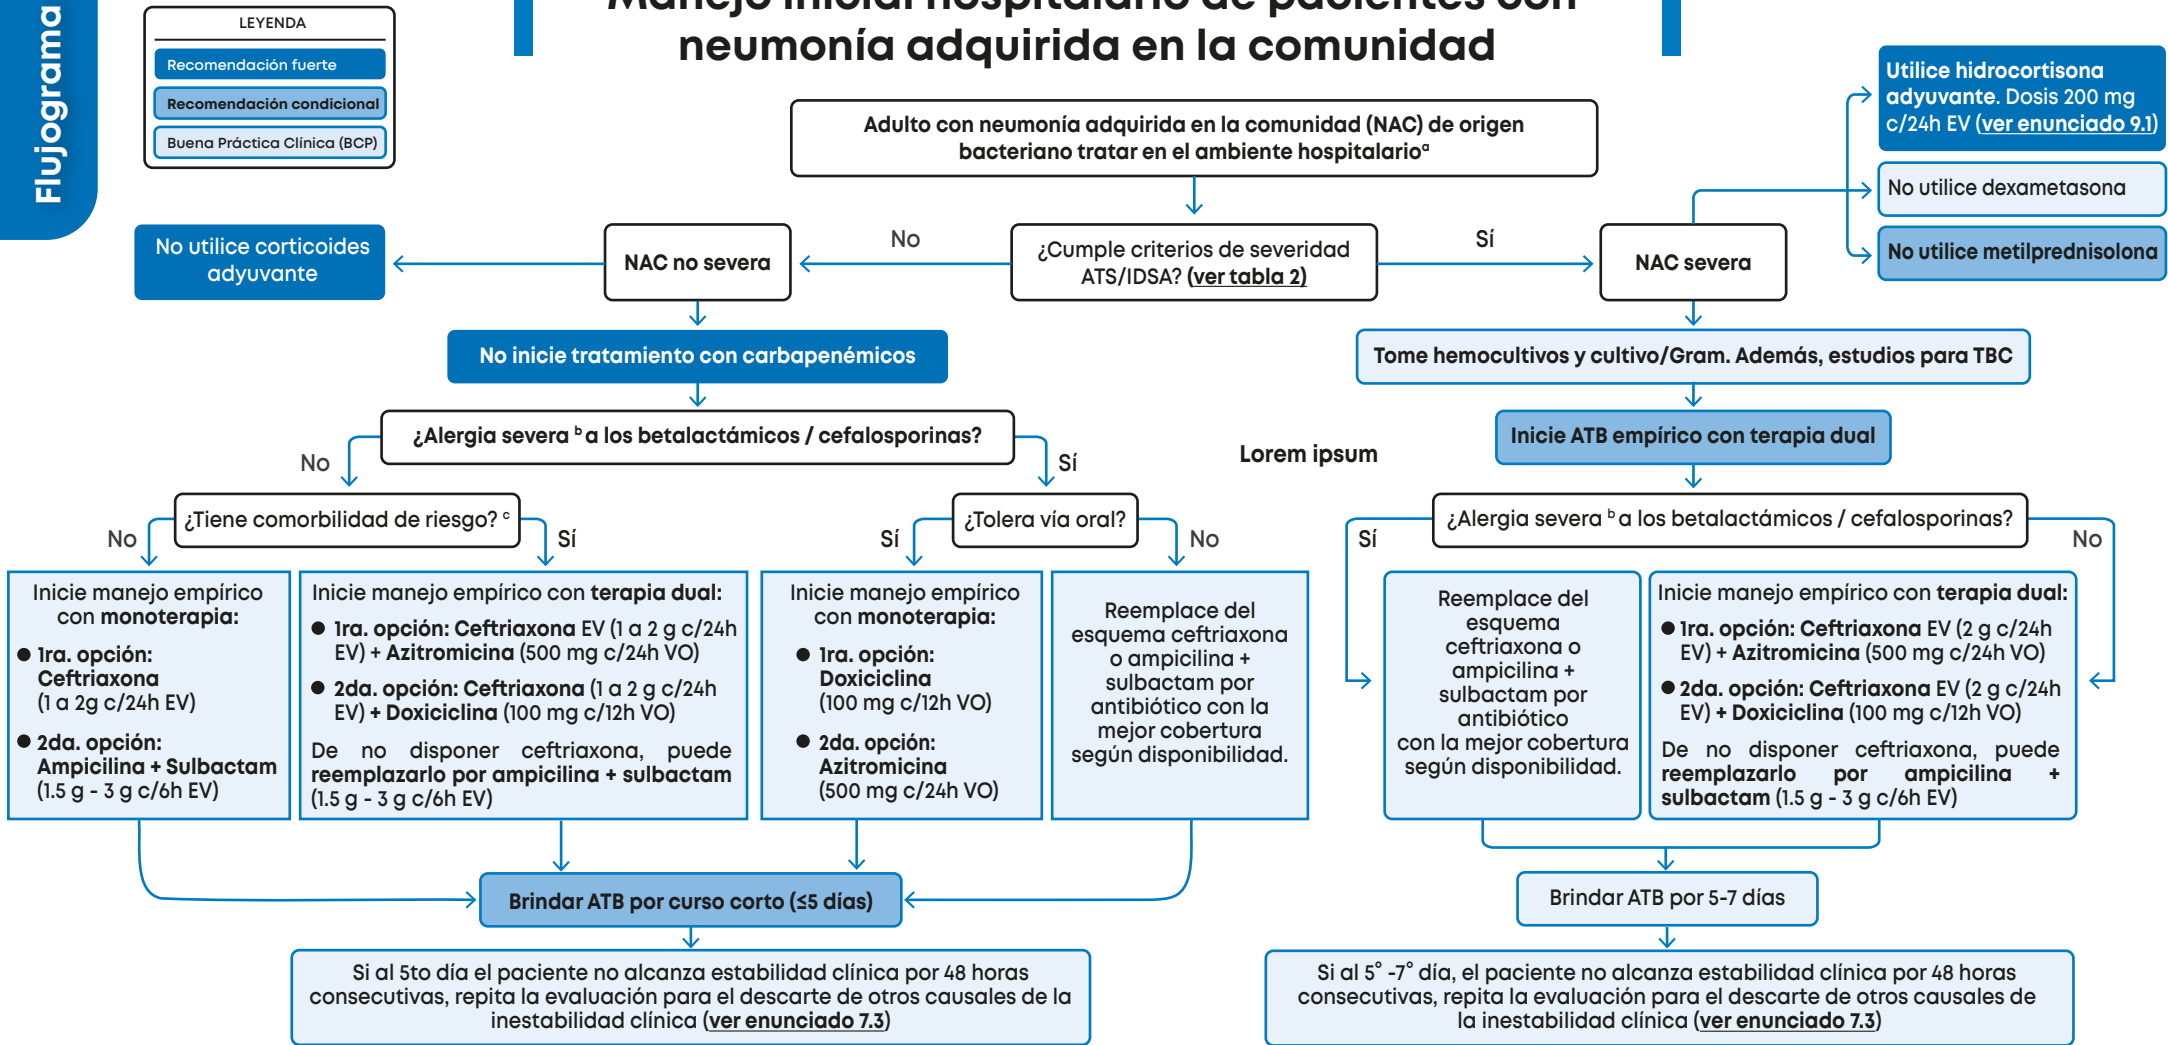 Flujograma
LEYENDA
Recomendación fuerte
Recomendación condicional
Buena Práctica Clínica (BCP)
Manejo inicial hospitalario de pacientes con
neumonía adquirida en la comunidad
Adulto con neumonía adquirida en la comunidad (NAC) de origen
bacteriano tratar en el ambiente hospitalarioᵃ
Utilice hidrocortisona
adyuvante. Dosis 200 mg
c/24h EV (ver enunciado 9.1)
No utilice dexametasona
No utilice metilprednisolona
No utilice corticoides
adyuvante
NAC no severa
No
¿Cumple criterios de severidad
ATS/IDSA? (ver tabla 2)
Sí
NAC severa
No inicie tratamiento con carbapenémicos
Tome hemocultivos y cultivo/Gram. Además, estudios para TBC
¿Alergia severa ᵇ a los betalactámicos / cefalosporinas?
No
Sí
Lorem ipsum
Inicie ATB empírico con terapia dual
¿Tiene comorbilidad de riesgo? ᶜ
No
Sí
¿Tolera vía oral?
Sí
No
¿Alergia severa ᵇ a los betalactámicos / cefalosporinas?
Sí
No
Inicie manejo empírico
con monoterapia:
● 1ra. opción:
Ceftriaxona
(1 a 2g c/24h EV)
● 2da. opción:
Ampicilina + Sulbactam
(1.5 g - 3 g c/6h EV)
Inicie manejo empírico con terapia dual:
● 1ra. opción: Ceftriaxona EV (1 a 2 g c/24h
EV) + Azitromicina (500 mg c/24h VO)
● 2da. opción: Ceftriaxona (1 a 2 g c/24h
EV) + Doxiciclina (100 mg c/12h VO)
De no disponer ceftriaxona, puede
reemplazarlo por ampicilina + sulbactam
(1.5 g - 3 g c/6h EV)
Inicie manejo empírico
con monoterapia:
● 1ra. opción:
Doxiciclina
(100 mg c/12h VO)
● 2da. opción:
Azitromicina
(500 mg c/24h VO)
Reemplace del
esquema ceftriaxona
o ampicilina +
sulbactam por
antibiótico con la
mejor cobertura
según disponibilidad.
Reemplace del
esquema
ceftriaxona o
ampicilina +
sulbactam por
antibiótico
con la mejor cobertura
según disponibilidad.
Inicie manejo empírico con terapia dual:
● 1ra. opción: Ceftriaxona EV (2 g c/24h
EV) + Azitromicina (500 mg c/24h VO)
● 2da. opción: Ceftriaxona EV (2 g c/24h
EV) + Doxiciclina (100 mg c/12h VO)
De no disponer ceftriaxona, puede
reemplazarlo por ampicilina +
sulbactam (1.5 g - 3 g c/6h EV)
Brindar ATB por curso corto (≤5 días)
Brindar ATB por 5-7 días
Si al 5to día el paciente no alcanza estabilidad clínica por 48 horas
consecutivas, repita la evaluación para el descarte de otros causales de la
inestabilidad clínica (ver enunciado 7.3)
Si al 5° -7° día, el paciente no alcanza estabilidad clínica por 48 horas
consecutivas, repita la evaluación para el descarte de otros causales de
la inestabilidad clínica (ver enunciado 7.3)